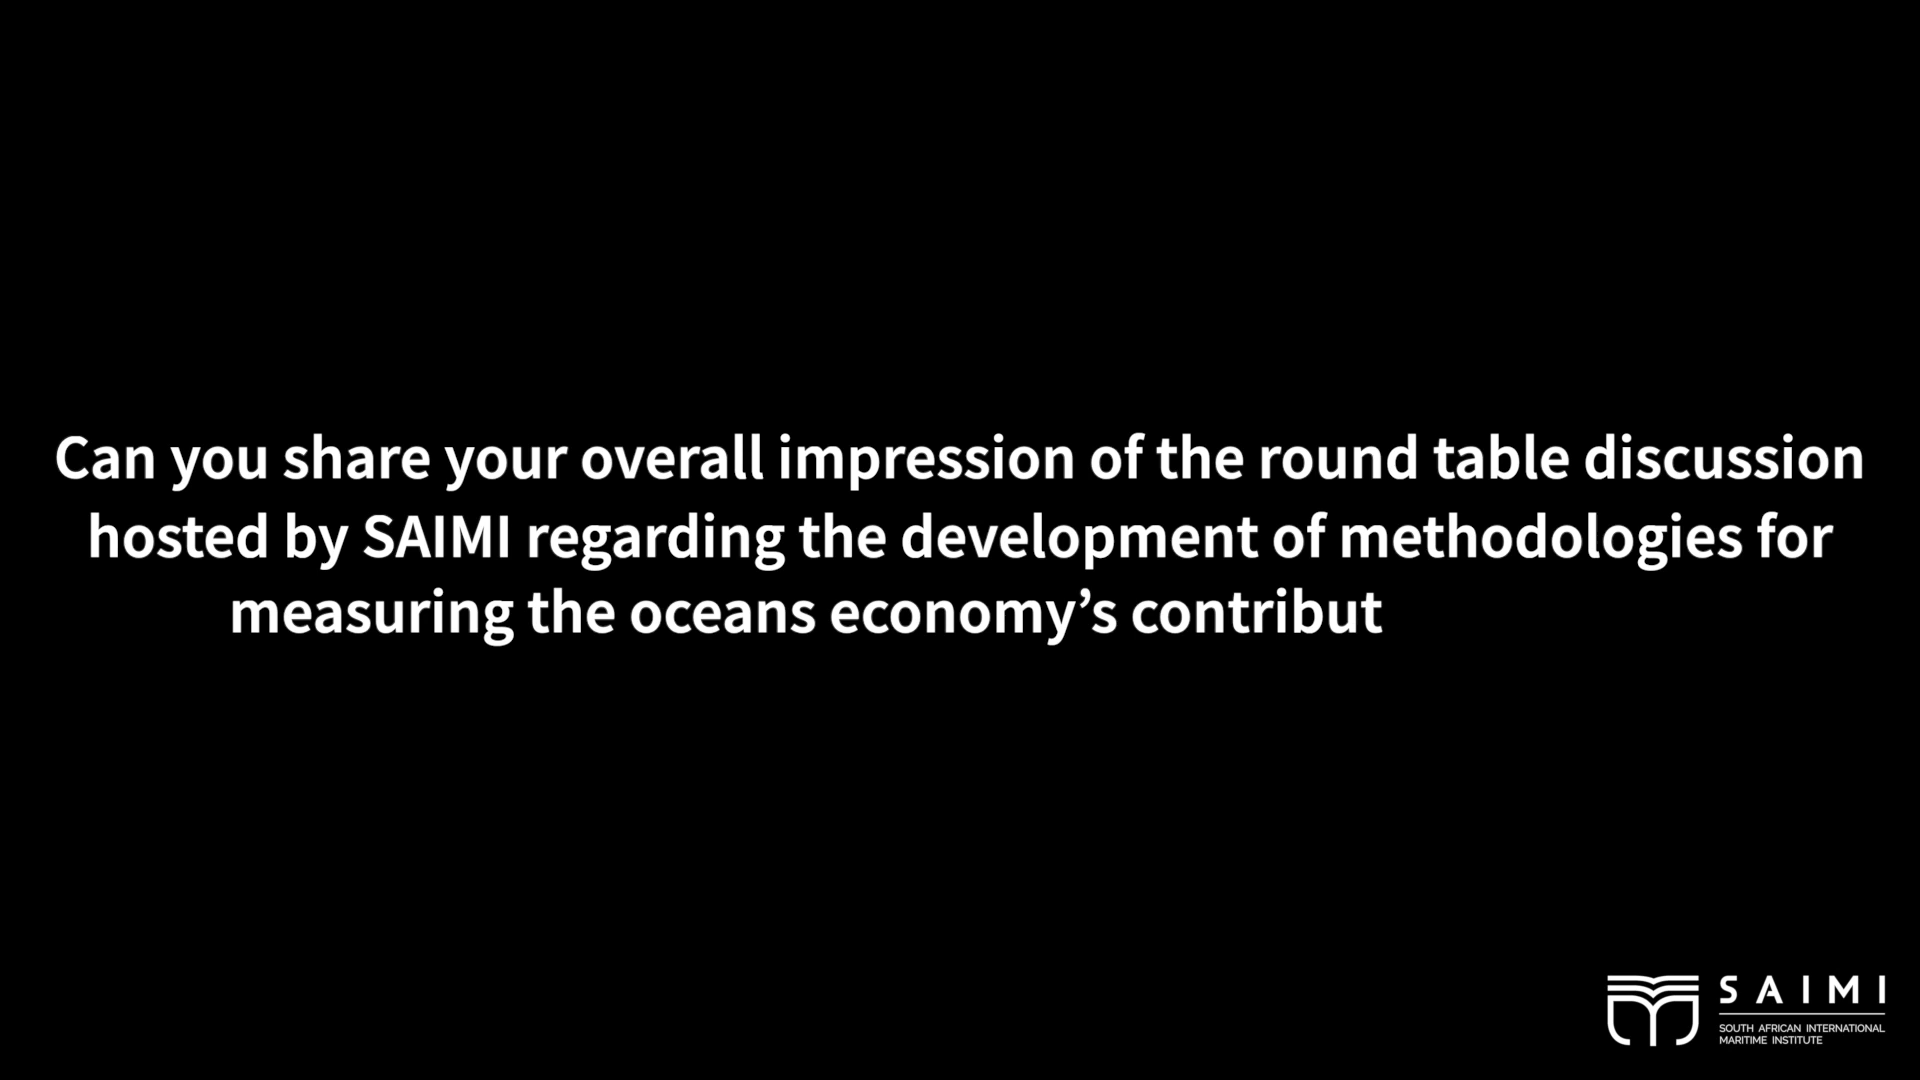 Can you share your overall impression of the round table discussion
hosted by SAIMI regarding the development of methodologies for
measuring the oceans economy’s contribut
SAIMI
SOUTH AFRICAN INTERNATIONAL
MARITIME INSTITUTE